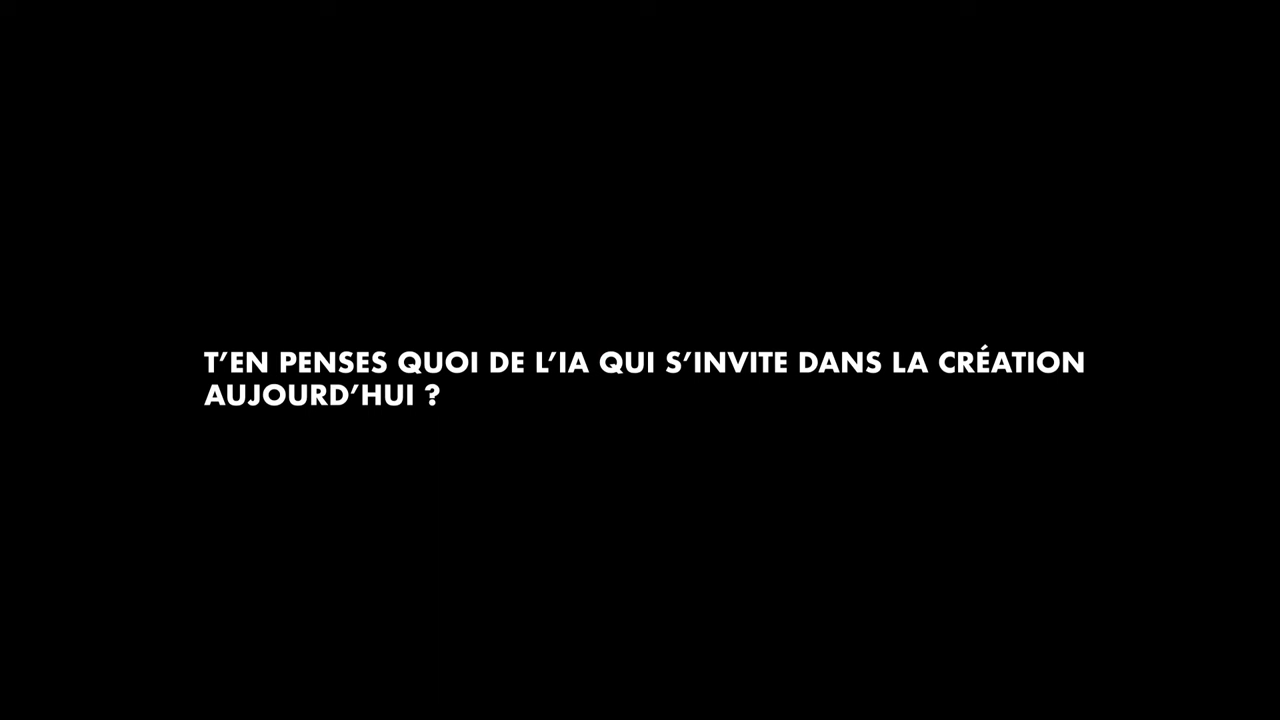 T’EN PENSES QUOI DE L’IA QUI S’INVITE DANS LA CRÉATION
AUJOURD’HUI ?